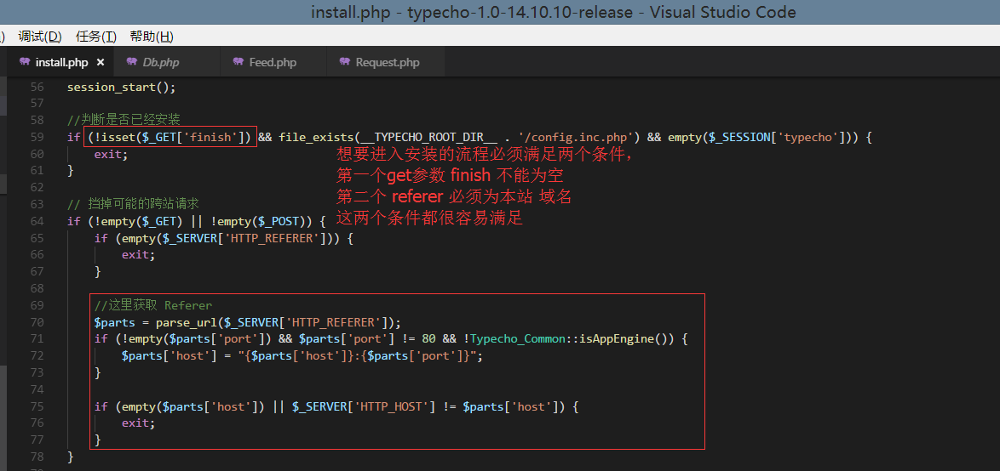 install.php - typecho-1.0-14.10.10-release - Visual Studio Code
) 调试(D) 任务(T) 帮助(H)
install.php × Db.php Feed.php Request.php
56 session_start();
57
58 //判断是否已经安装
59 if (!isset($_GET['finish']) && file_exists(__TYPECHO_ROOT_DIR__ . '/config.inc.php') && empty($_SESSION['typecho'])) {
60 exit;
想要进入安装的流程必须满足两个条件，
61 }
第一个get参数 finish 不能为空
62
第二个 referer 必须为本站 域名
63 // 挡掉可能的跨站请求
64 if (!empty($_GET) || !empty($_POST)) {
这两个条件都很容易满足
65 if (empty($_SERVER['HTTP_REFERER'])) {
66 exit;
67 }
68
69 //这里获取 Referer
70 $parts = parse_url($_SERVER['HTTP_REFERER']);
71 if (!empty($parts['port']) && $parts['port'] != 80 && !Typecho_Common::isAppEngine()) {
72 $parts['host'] = "{$parts['host']}:{$parts['port']}";
73 }
74
75 if (empty($parts['host']) || $_SERVER['HTTP_HOST'] != $parts['host']) {
76 exit;
77 }
78 }